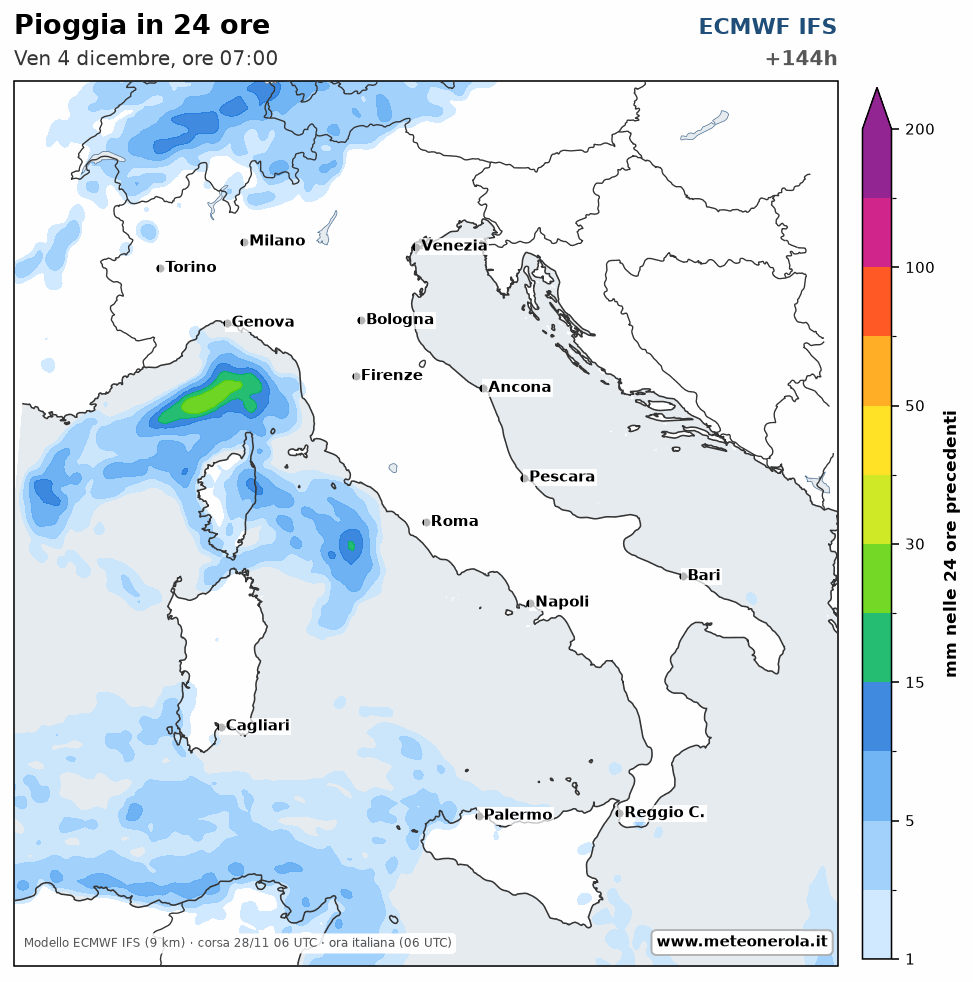 Pioggia in 24 ore
ECMWF IFS
Ven 4 dicembre, ore 07:00
+144h
Milano
Venezia
Torino
Genova
Bologna
Firenze
Ancona
Pescara
Roma
Bari
Napoli
Cagliari
Palermo
Reggio C.
200
100
50
30
15
5
1
mm nelle 24 ore precedenti
Modello ECMWF IFS (9 km) · corsa 28/11 06 UTC · ora italiana (06 UTC)
www.meteonerola.it